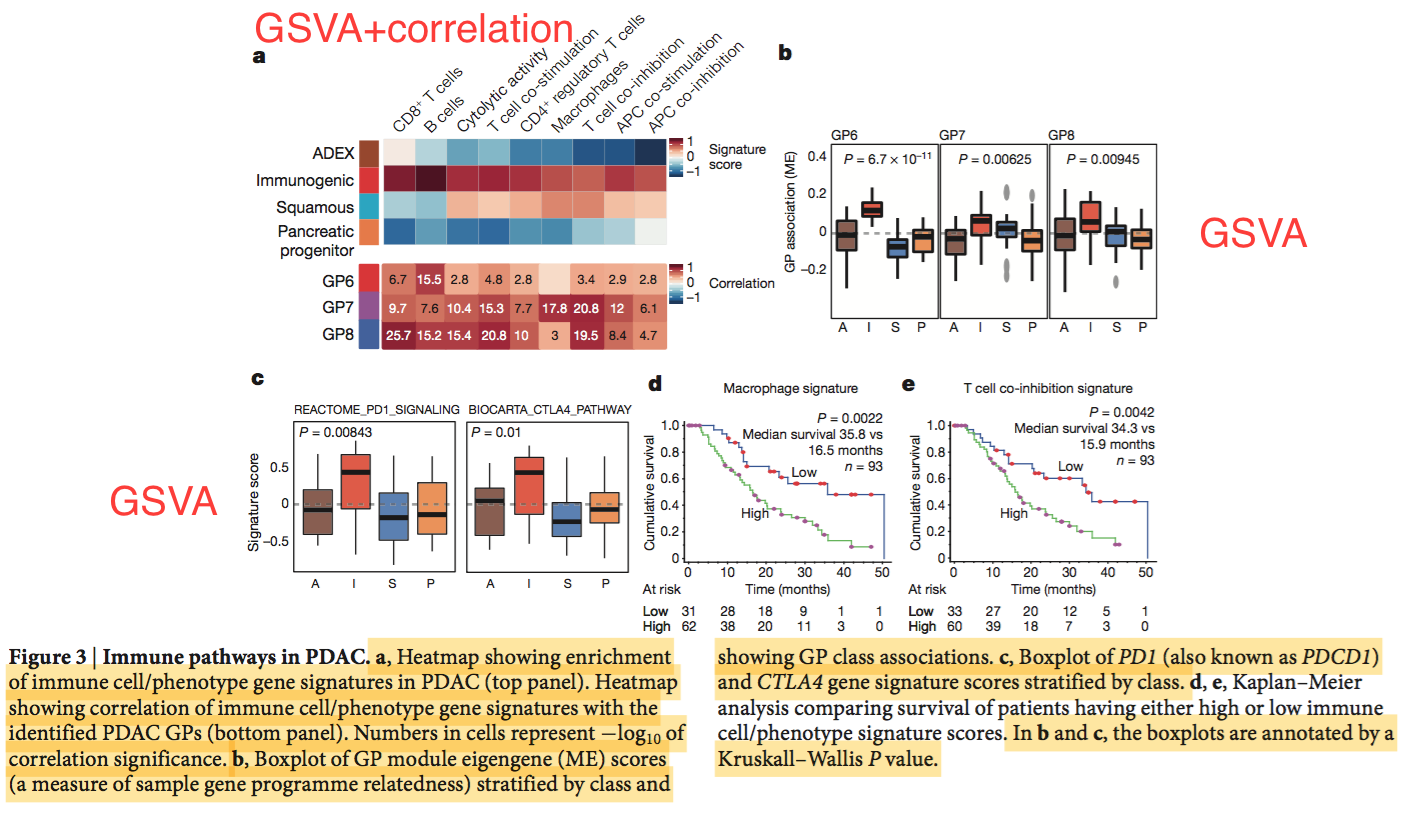 GSVA+correlation
a
CD8+ T cells
B cells
Cytolytic activity
T cell co-stimulation
CD4+ regulatory T cells
Macrophages
T cell co-inhibition
APC co-stimulation
APC co-inhibition
ADEX
Immunogenic
Squamous
Pancreatic
progenitor
1
0
−1
Signature
score
GP6 6.7 15.5 2.8 4.8 2.8 3.4 2.9 2.8
GP7 9.7 7.6 10.4 15.3 7.7 17.8 20.8 12 6.1
GP8 25.7 15.2 15.4 20.8 10 3 19.5 8.4 4.7
1
0
−1
Correlation
b
GP6 GP7 GP8
P = 6.7 × 10−11 P = 0.00625 P = 0.00945
GP association (ME)
0.4
0.2
0
−0.2
A I S P A I S P A I S P
GSVA
c
REACTOME_PD1_SIGNALING BIOCARTA_CTLA4_PATHWAY
P = 0.00843 P = 0.01
Signature score
0.5
0
−0.5
A I S P A I S P
GSVA
d
Macrophage signature
P = 0.0022
Median survival 35.8 vs
16.5 months
n = 93
Low
High
Cumulative survival
1.0
0.8
0.6
0.4
0.2
0
0 10 20 30 40 50
At risk Time (months)
Low 31 28 18 9 1 1
High 62 38 20 11 3 0
e
T cell co-inhibition signature
P = 0.0042
Median survival 34.3 vs
15.9 months
n = 93
Low
High
Cumulative survival
1.0
0.8
0.6
0.4
0.2
0
0 10 20 30 40 50
At risk Time (months)
Low 33 27 20 12 5 1
High 60 39 18 7 3 0
Figure 3 | Immune pathways in PDAC. a, Heatmap showing enrichment
of immune cell/phenotype gene signatures in PDAC (top panel). Heatmap
showing correlation of immune cell/phenotype gene signatures with the
identified PDAC GPs (bottom panel). Numbers in cells represent −log10 of
correlation significance. b, Boxplot of GP module eigengene (ME) scores
(a measure of sample gene programme relatedness) stratified by class and
showing GP class associations. c, Boxplot of PD1 (also known as PDCD1)
and CTLA4 gene signature scores stratified by class. d, e, Kaplan–Meier
analysis comparing survival of patients having either high or low immune
cell/phenotype signature scores. In b and c, the boxplots are annotated by a
Kruskall–Wallis P value.